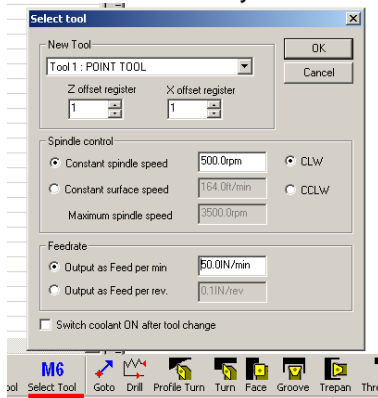 Select tool
New Tool
Tool 1 : POINT TOOL
OK
Cancel
Z offset register
X offset register
1
1
Spindle control
Constant spindle speed
500.0rpm
CLW
Constant surface speed
164.0ft/min
CCLW
Maximum spindle speed
3500.0rpm
Feedrate
Output as Feed per min
50.0IN/min
Output as Feed per rev.
0.1IN/rev
Switch coolant ON after tool change
M6
ool Select Tool Goto Drill Profile Turn Turn Face Groove Trepan Thre